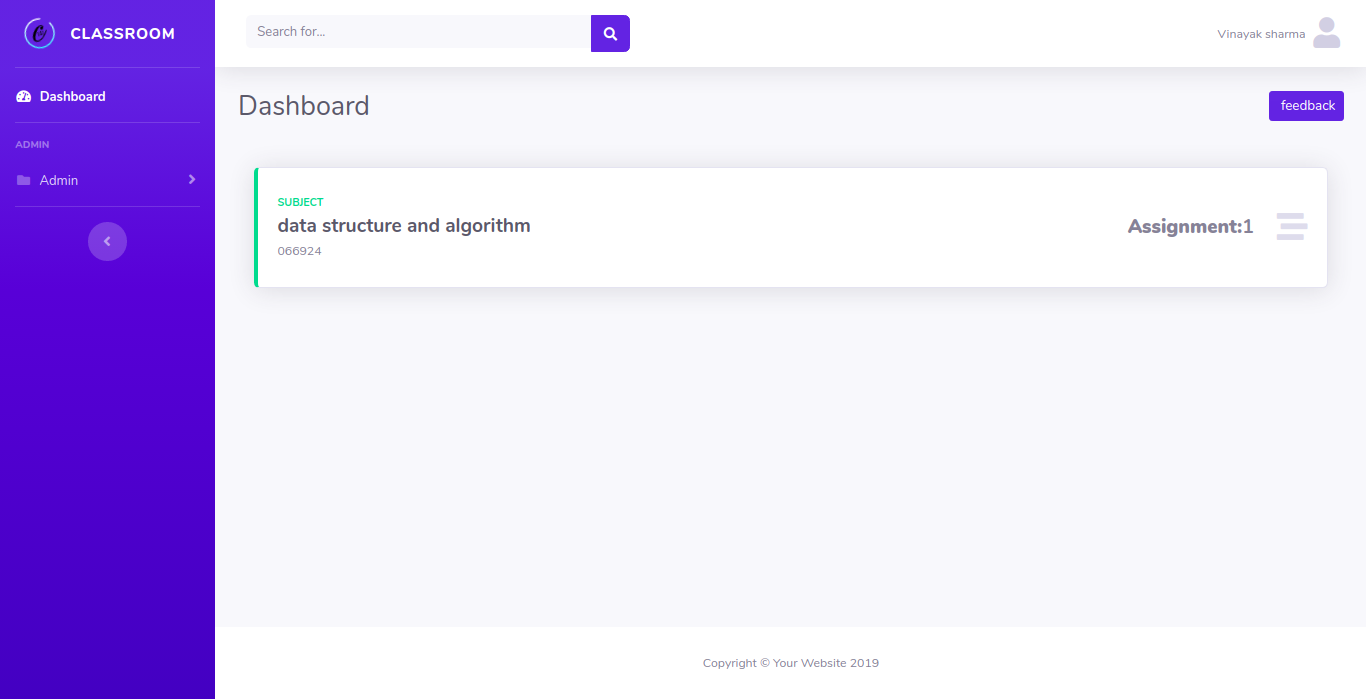 CLASSROOM
Search for...
Vinayak sharma
Dashboard
ADMIN
Admin
Dashboard
feedback
SUBJECT
data structure and algorithm
066924
Assignment:1
Copyright © Your Website 2019